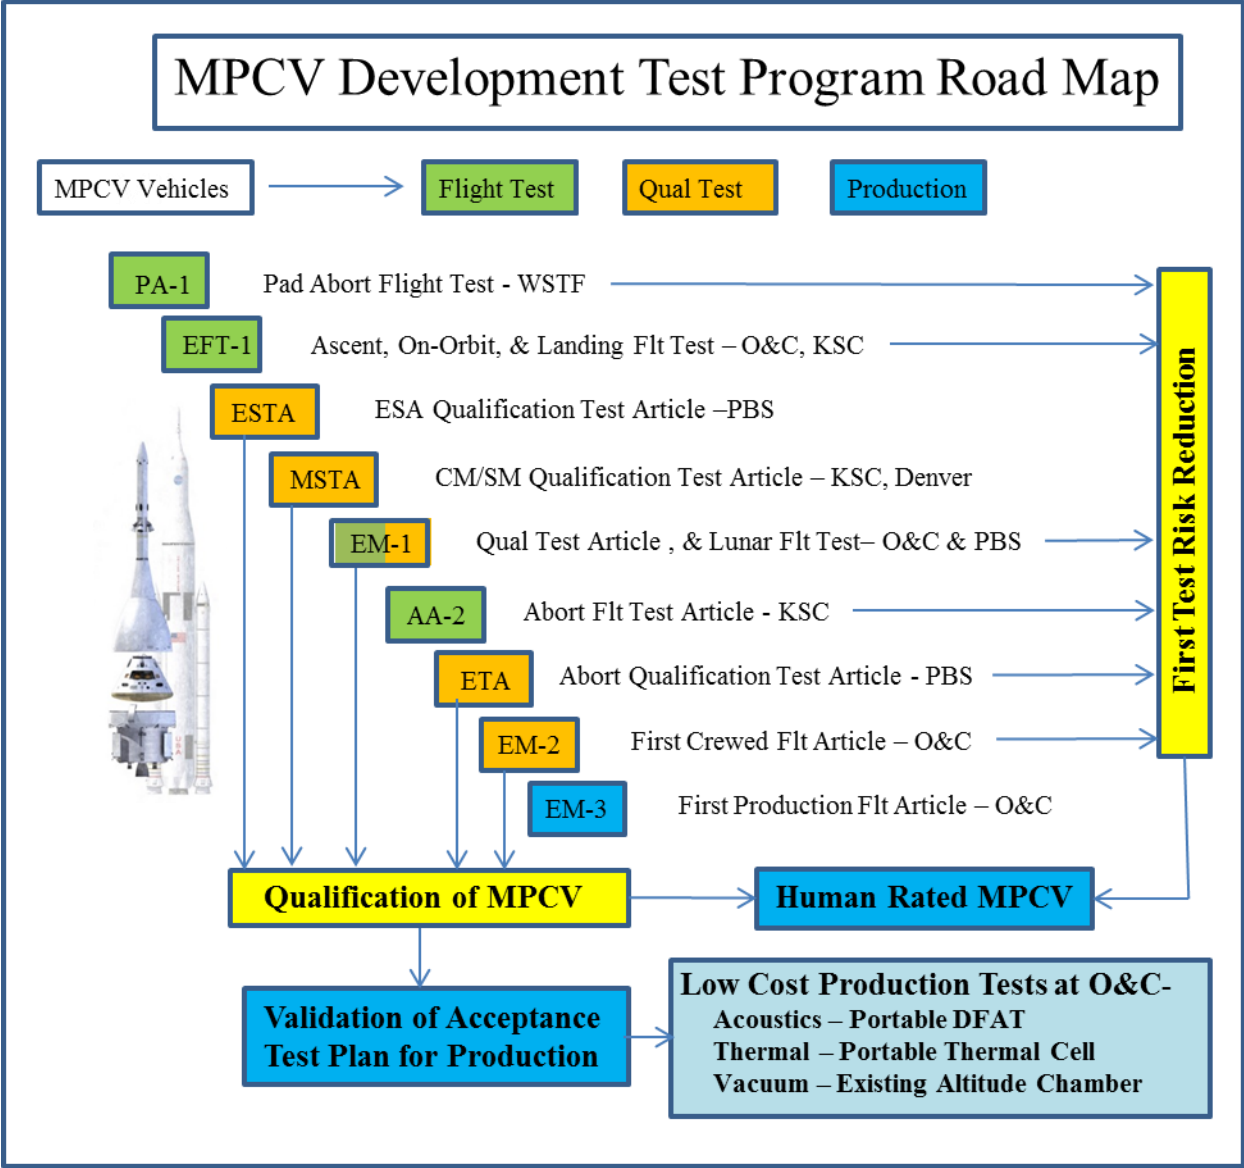 MPCV Development Test Program Road Map
MPCV Vehicles
Flight Test
Qual Test
Production
PA-1
Pad Abort Flight Test - WSTF
EFT-1
Ascent, On-Orbit, & Landing Flt Test – O&C, KSC
ESTA
ESA Qualification Test Article –PBS
MSTA
CM/SM Qualification Test Article – KSC, Denver
EM-1
Qual Test Article , & Lunar Flt Test– O&C & PBS
AA-2
Abort Flt Test Article - KSC
ETA
Abort Qualification Test Article - PBS
EM-2
First Crewed Flt Article – O&C
EM-3
First Production Flt Article – O&C
First Test Risk Reduction
Qualification of MPCV
Human Rated MPCV
Validation of Acceptance
Test Plan for Production
Low Cost Production Tests at O&C-
Acoustics – Portable DFAT
Thermal – Portable Thermal Cell
Vacuum – Existing Altitude Chamber